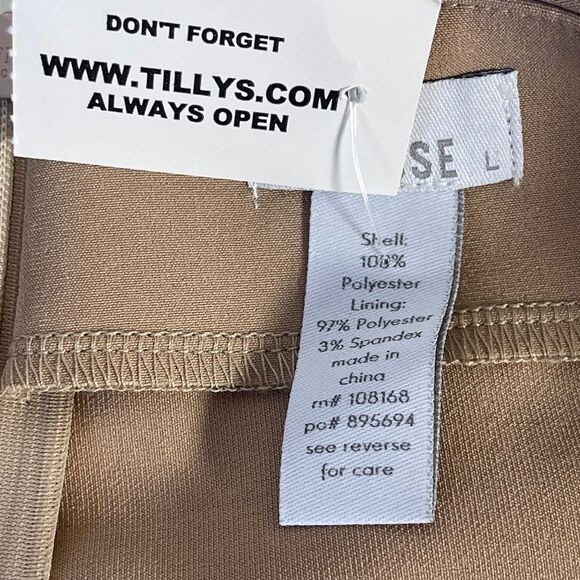 DON'T FORGET
WWW.TILLYS.COM
ALWAYS OPEN
SE L
Shell:
100%
Polyester
Lining:
97% Polyester
3% Spandex
made in
china
rn# 108168
po# 895694
see reverse
for care